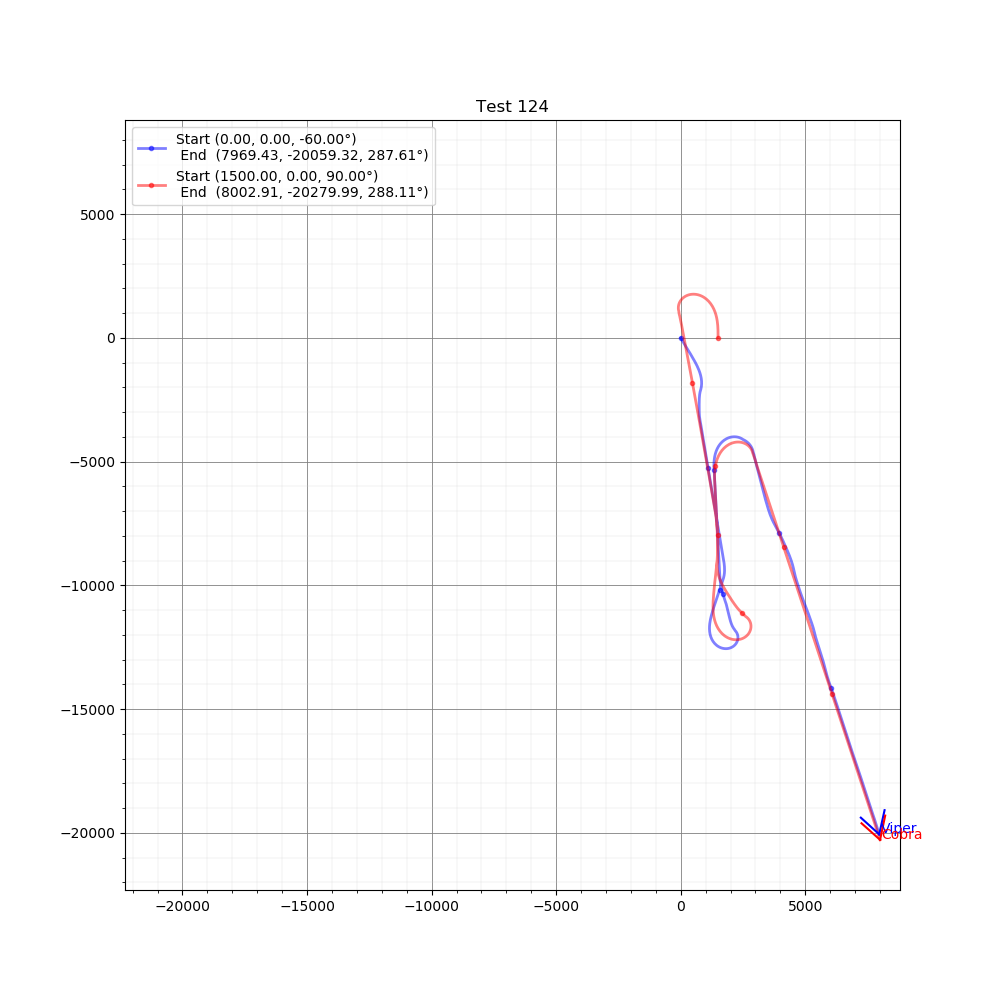 Test 124
Start (0.00, 0.00, -60.00°)
End  (7969.43, -20059.32, 287.61°)
Start (1500.00, 0.00, 90.00°)
End  (8002.91, -20279.99, 288.11°)
5000
0
−5000
−10000
−15000
−20000
Viper
Cobra
−20000 −15000 −10000 −5000 0 5000